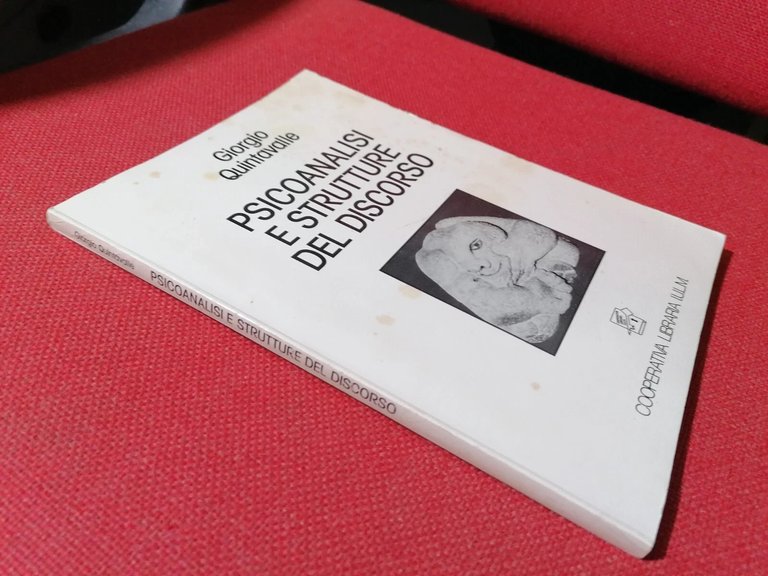 Giorgio
Quintavalle
PSICOANALISI
E STRUTTURE
DEL DISCORSO
COOPERATIVA LIBRARIA I.U.L.M.
Giorgio Quintavalle PSICOANALISI E STRUTTURE DEL DISCORSO